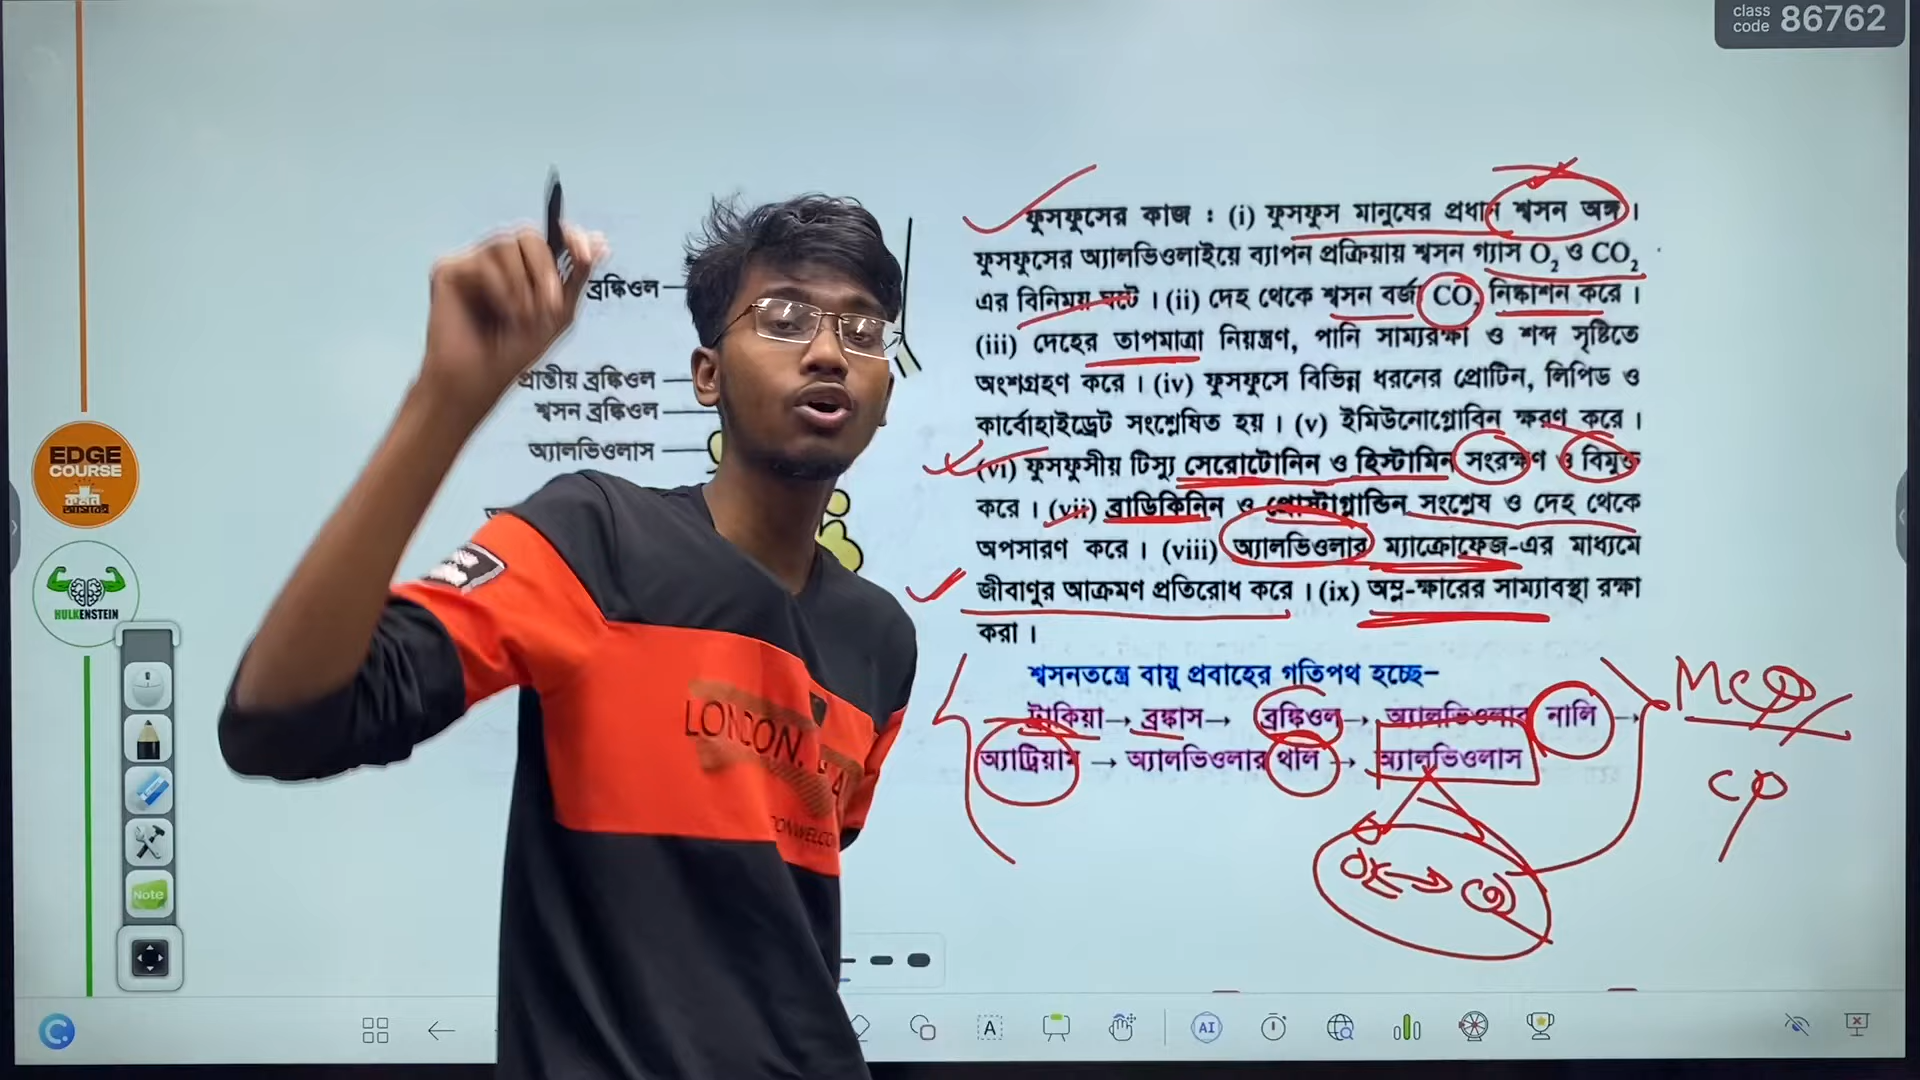 class code 86762
ফুসফুসের কাজ : (i) ফুসফুস মানুষের প্রধান শ্বসন অঙ্গ।
ফুসফুসের অ্যালভিওলাইয়ে ব্যাপন প্রক্রিয়ায় শ্বসন গ্যাস O₂ ও CO₂
এর বিনিময় ঘটে। (ii) দেহ থেকে শ্বসন বর্জ্য CO₂ নিষ্কাশন করে।
(iii) দেহের তাপমাত্রা নিয়ন্ত্রণ, পানি সাম্যরক্ষা ও শব্দ সৃষ্টিতে
অংশগ্রহণ করে। (iv) ফুসফুসে বিভিন্ন ধরনের প্রোটিন, লিপিড ও
কার্বোহাইড্রেট সংশ্লেষিত হয়। (v) ইমিউনোগ্লোবিন ক্ষরণ করে।
(vi) ফুসফুসীয় টিস্যু সেরোটোনিন ও হিস্টামিন সংরক্ষণ ও বিমুক্ত
করে। (vii) ব্রাডিকিনিন ও প্রোস্টাগ্লান্ডিন সংশ্লেষ ও দেহ থেকে
অপসারণ করে। (viii) অ্যালভিওলার ম্যাক্রোফেজ-এর মাধ্যমে
জীবাণুর আক্রমণ প্রতিরোধ করে। (ix) অম্ল-ক্ষারের সাম্যাবস্থা রক্ষা
করা।
শ্বসনতন্ত্রে বায়ু প্রবাহের গতিপথ হচ্ছে-
ট্রাকিয়া→ ব্রঙ্কাস→ ব্রঙ্কিওল→ অ্যালভিওলার নালি →
অ্যাট্রিয়াম → অ্যালভিওলার থলি → অ্যালভিওলাস
MCQ
ব্রঙ্কিওল
প্রান্তীয় ব্রঙ্কিওল
শ্বসন ব্রঙ্কিওল
অ্যালভিওলাস
EDGE
COURSE
HULKENSTEIN
Note
LONDON
A
AI